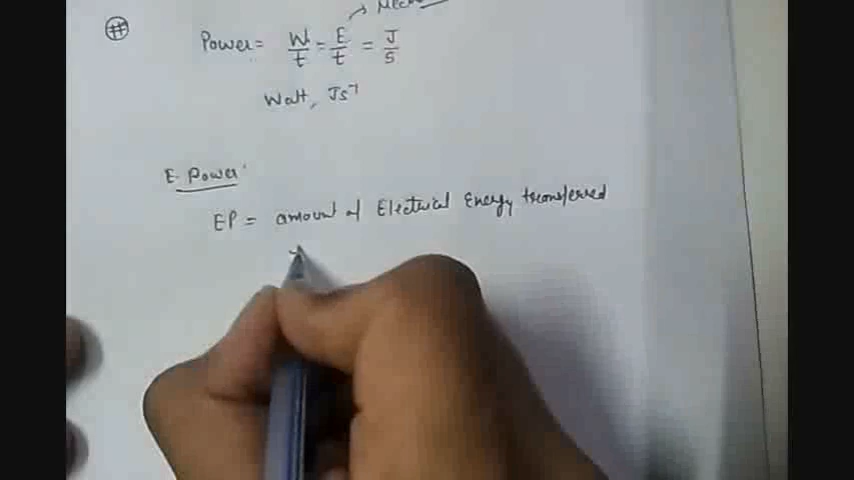 Power = W/t = E/t = J/s
Watt, Js⁻¹
E. Power
EP = amount of Electrical Energy transferred